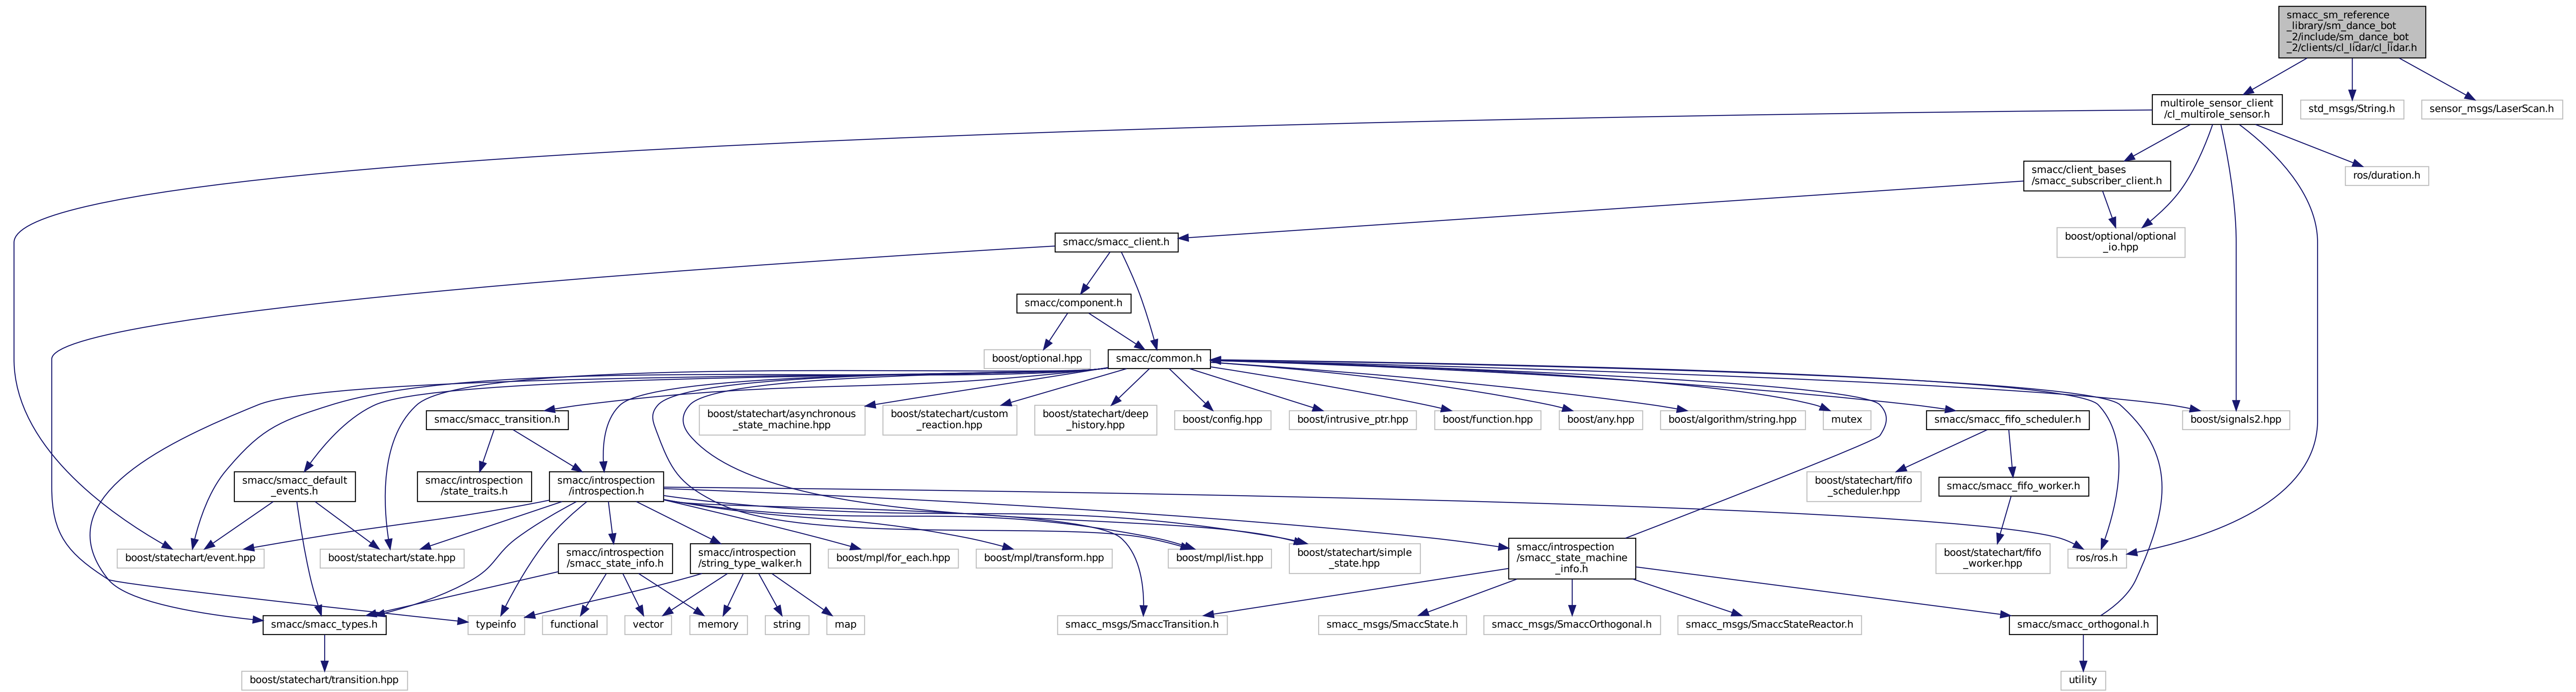 smacc_sm_reference
_library/sm_dance_bot
_2/include/sm_dance_bot
_2/clients/cl_lidar/cl_lidar.h
multirole_sensor_client
/cl_multirole_sensor.h
std_msgs/String.h
sensor_msgs/LaserScan.h
smacc/client_bases
/smacc_subscriber_client.h
ros/duration.h
smacc/smacc_client.h
boost/optional/optional
_io.hpp
smacc/component.h
boost/optional.hpp
smacc/common.h
smacc/smacc_transition.h
boost/statechart/asynchronous
_state_machine.hpp
boost/statechart/custom
_reaction.hpp
boost/statechart/deep
_history.hpp
boost/config.hpp
boost/intrusive_ptr.hpp
boost/function.hpp
boost/any.hpp
boost/algorithm/string.hpp
mutex
smacc/smacc_fifo_scheduler.h
boost/signals2.hpp
smacc/smacc_default
_events.h
smacc/introspection
/state_traits.h
smacc/introspection
/introspection.h
boost/statechart/fifo
_scheduler.hpp
smacc/smacc_fifo_worker.h
boost/statechart/event.hpp
boost/statechart/state.hpp
smacc/introspection
/smacc_state_info.h
smacc/introspection
/string_type_walker.h
boost/mpl/for_each.hpp
boost/mpl/transform.hpp
boost/mpl/list.hpp
boost/statechart/simple
_state.hpp
smacc/introspection
/smacc_state_machine
_info.h
boost/statechart/fifo
_worker.hpp
ros/ros.h
smacc/smacc_types.h
typeinfo
functional
vector
memory
string
map
smacc_msgs/SmaccTransition.h
smacc_msgs/SmaccState.h
smacc_msgs/SmaccOrthogonal.h
smacc_msgs/SmaccStateReactor.h
smacc/smacc_orthogonal.h
boost/statechart/transition.hpp
utility